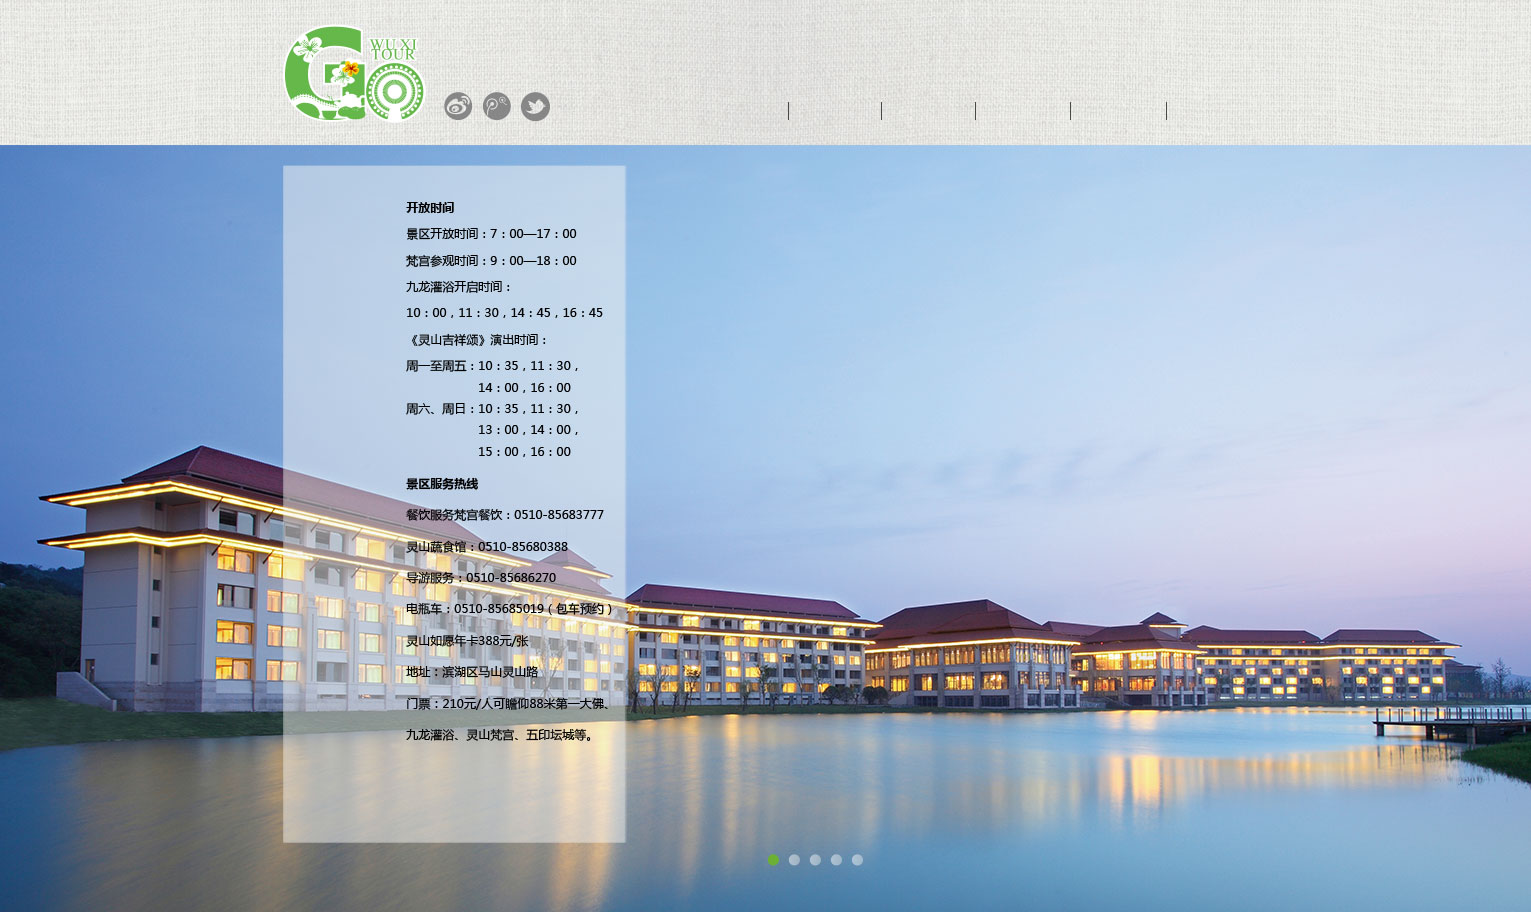 WU XI
TOUR
Go
开放时间
景区开放时间：7：00—17：00
梵宫参观时间：9：00—18：00
九龙灌浴开启时间：
10：00，11：30，14：45，16：45
《灵山吉祥颂》演出时间：
周一至周五：10：35，11：30，
14：00，16：00
周六、周日：10：35，11：30，
13：00，14：00，
15：00，16：00
景区服务热线
餐饮服务梵宫餐饮：0510-85683777
灵山蔬食馆：0510-85680388
导游服务：0510-85686270
电瓶车：0510-85685019（包车预约）
灵山如愿年卡388元/张
地址：滨湖区马山灵山路
门票：210元/人可瞻仰88米第一大佛、
九龙灌浴、灵山梵宫、五印坛城等。